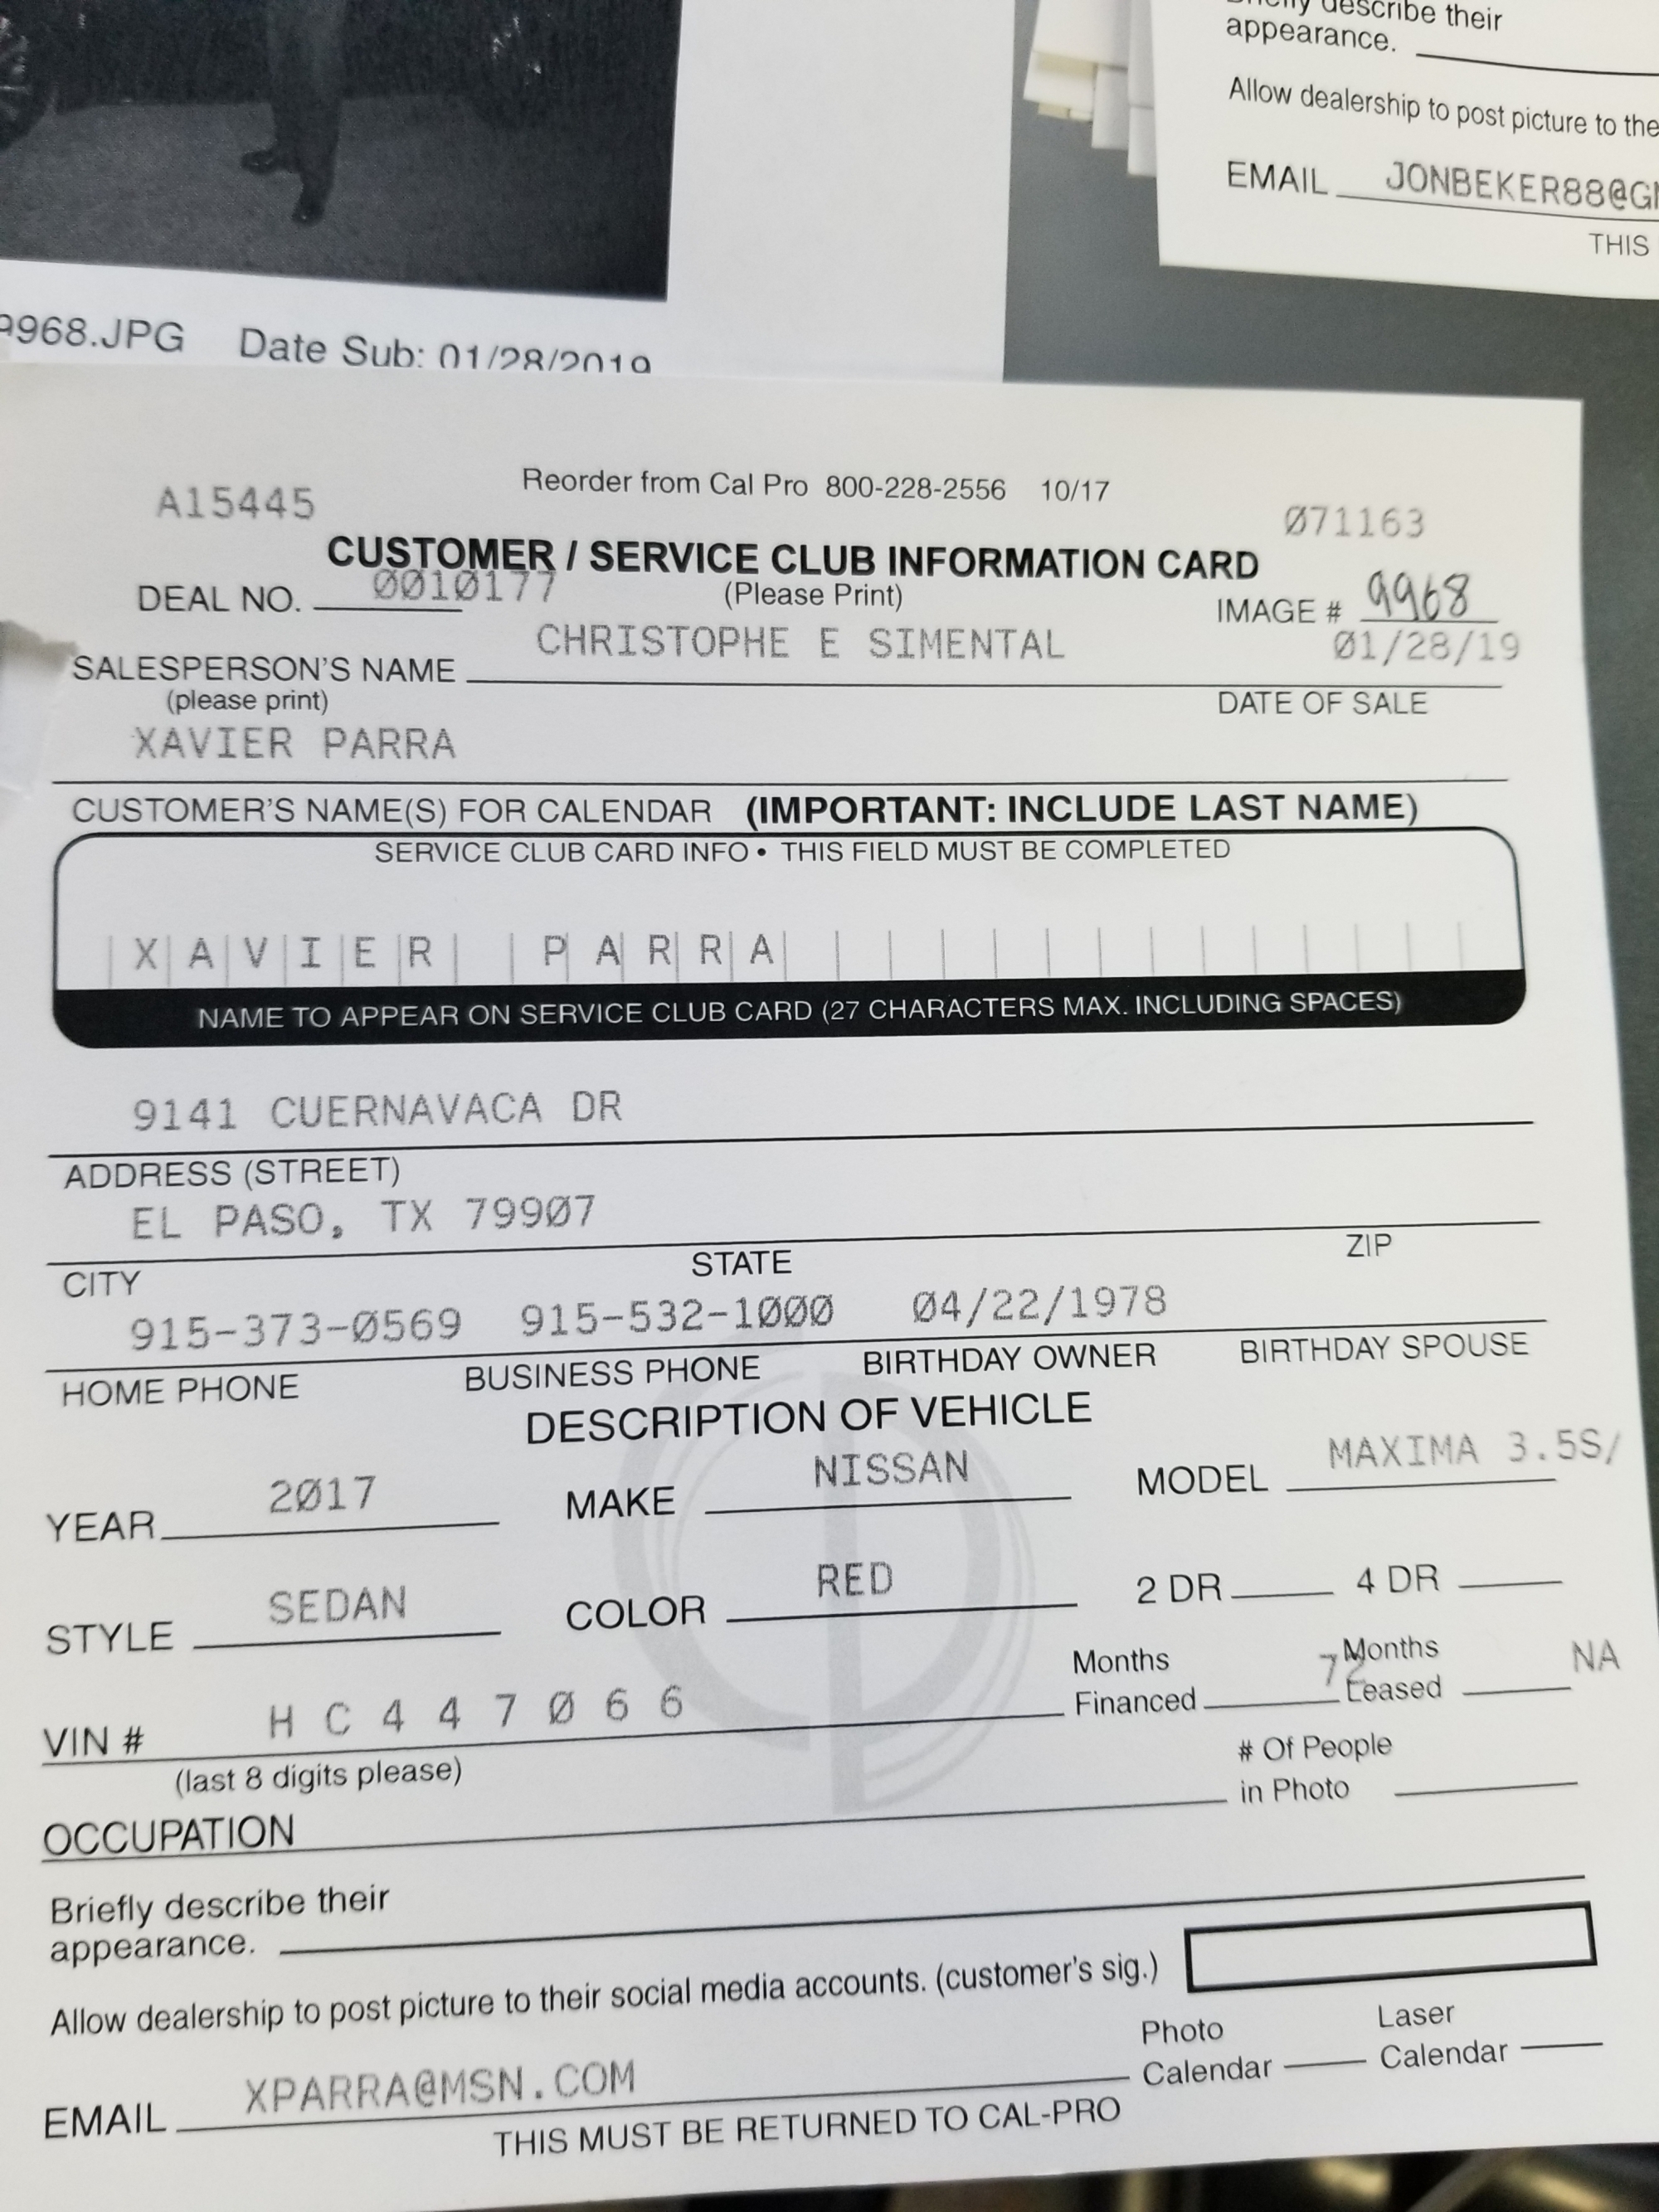 describe their
appearance.
Allow dealership to post picture to the
EMAIL JONBEKER88@G
THIS
9968.JPG Date Sub: 01/28/2019
Reorder from Cal Pro 800-228-2556 10/17
A15445 Ø71163
CUSTOMER / SERVICE CLUB INFORMATION CARD
DEAL NO. ØØ1Ø177 (Please Print) IMAGE # 9968
CHRISTOPHE E SIMENTAL Ø1/28/19
SALESPERSON'S NAME
(please print) DATE OF SALE
XAVIER PARRA
CUSTOMER'S NAME(S) FOR CALENDAR (IMPORTANT: INCLUDE LAST NAME)
SERVICE CLUB CARD INFO • THIS FIELD MUST BE COMPLETED
X A V I E R P A R R A
NAME TO APPEAR ON SERVICE CLUB CARD (27 CHARACTERS MAX. INCLUDING SPACES)
9141 CUERNAVACA DR
ADDRESS (STREET)
EL PASO, TX 799Ø7
CITY STATE ZIP
915-373-Ø569 915-532-1ØØØ Ø4/22/1978
HOME PHONE BUSINESS PHONE BIRTHDAY OWNER BIRTHDAY SPOUSE
DESCRIPTION OF VEHICLE
YEAR 2Ø17 MAKE NISSAN MODEL MAXIMA 3.5S/
STYLE SEDAN COLOR RED 2 DR 4 DR
VIN # H C 4 4 7 Ø 6 6 Months Financed 72 Months Leased NA
(last 8 digits please)
# Of People
in Photo
OCCUPATION
Briefly describe their
appearance.
Allow dealership to post picture to their social media accounts. (customer's sig.)
Photo Calendar Laser Calendar
EMAIL XPARRA@MSN.COM
THIS MUST BE RETURNED TO CAL-PRO